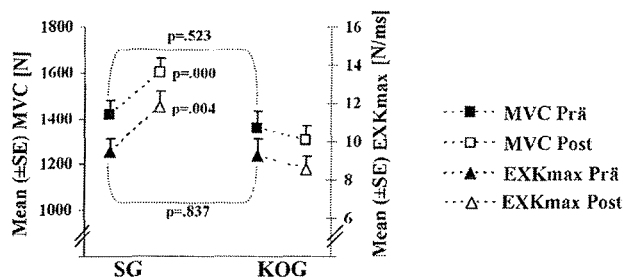 Mean (±SE) MVC [N]
1800
1600
1400
1200
1000
p=.523
p=.000
p=.004
p=.837
SG
KOG
16
14
12
10
8
6
Mean (±SE) EXKmax [N/ms]
MVC Prä
MVC Post
EXKmax Prä
EXKmax Post